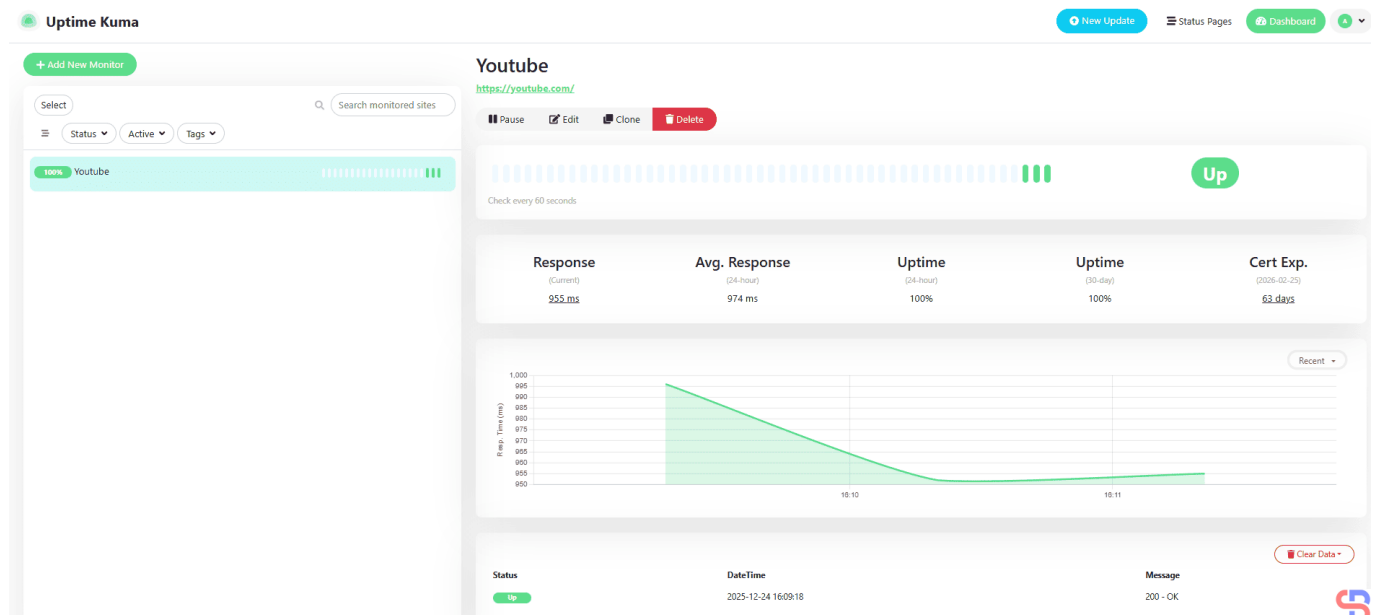 Uptime Kuma
New Update
Status Pages
Dashboard
+ Add New Monitor
Select
Search monitored sites
Status
Active
Tags
100% Youtube
Youtube
https://youtube.com/
Pause Edit Clone Delete
Up
Check every 60 seconds
Response Avg. Response Uptime Uptime Cert Exp.
(Current) (24-hour) (24-hour) (30-day) (2026-02-25)
955 ms 974 ms 100% 100% 63 days
Recent
Resp. Time (ms)
1,000
995
990
985
980
975
970
965
960
955
950
16:10 16:11
Clear Data
Status DateTime Message
Up 2025-12-24 16:09:18 200 - OK